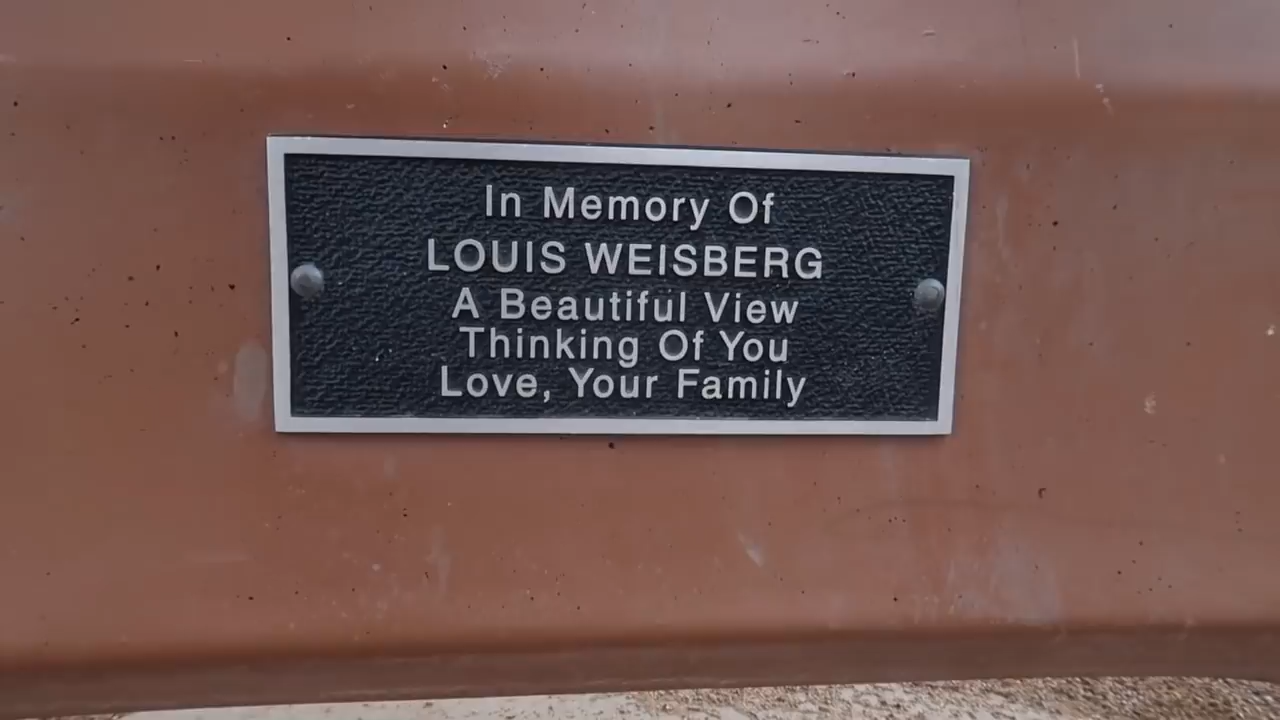 In Memory Of
LOUIS WEISBERG
A Beautiful View
Thinking Of You
Love, Your Family